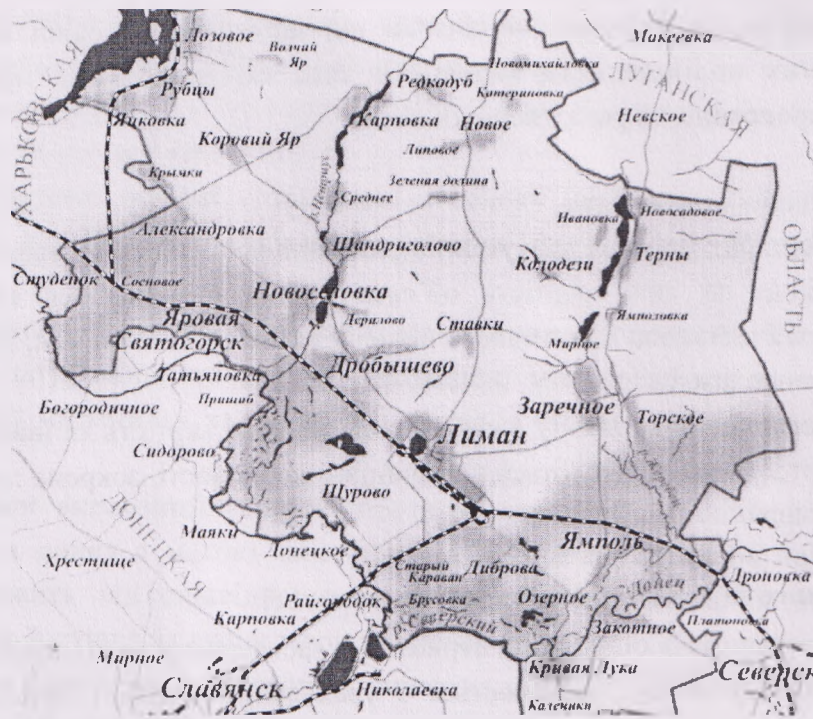 Лозовое
Волчий
Яр
Макеевка
Редкодуб
Новомихайловка
ЛУГАНСКАЯ
ХАРЬКОВСКАЯ
Рубцы
Катериновка
Яцковка
Карповка
Новое
Невское
Коровий Яр
Липовое
Крымки
Зеленая долина
Среднее
Ивановка
Новосадовое
ОБЛАСТЬ
Александровка
Шандриголово
Терны
Колодези
Студенок
Сосновое
Новоселовка
Дерилово
Ямполовка
Яровая
Ставки
Мирное
Святогорск
Дробышево
Татьяновка
Пришиб
Богородичное
Заречное
Торское
Лиман
Сидорово
Щурово
ДОНЕЦКАЯ
Маяки
Донецкое
Ямполь
Хрестище
Старый
Караван
Диброва
Донец
Дроновка
Райгородок
Брусовка
Озерное
Карповка
р. Северский
Закотное
Мирное
Кривая Лука
Северск
Славянск
Николаевка
Каленики